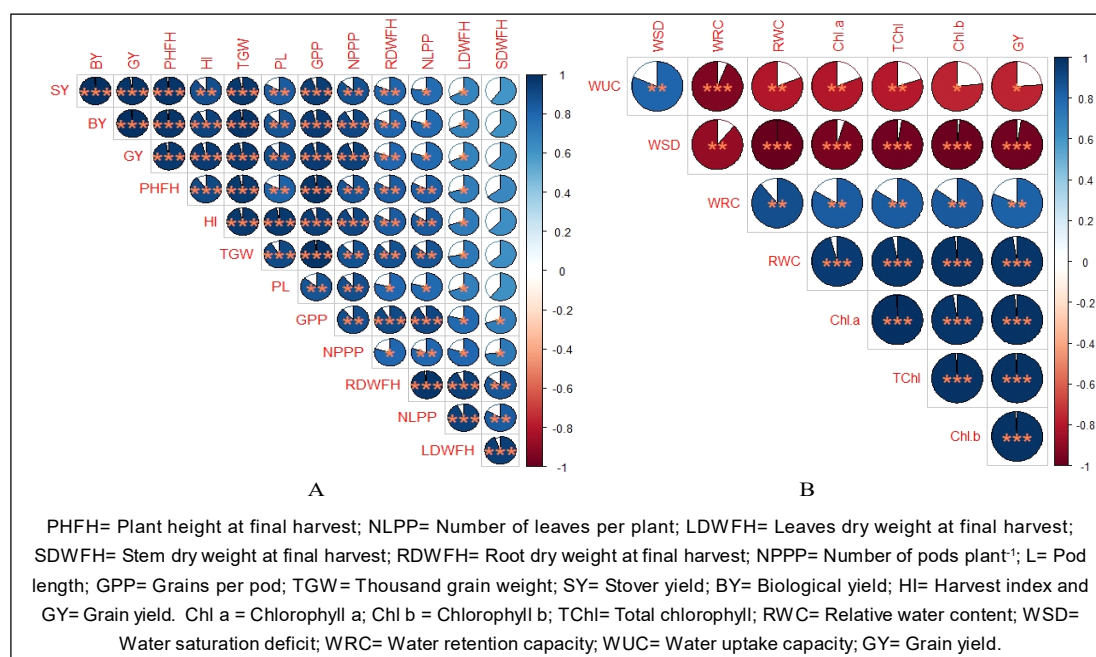 BY GY PHFH HI TGW PL GPP NPPP RDWFH NLPP LDWFH SDWFH
SY *** *** *** *** *** ** *** ** ** * *
BY *** *** *** *** ** *** *** ** * *
GY *** *** *** ** *** *** ** * *
PHFH *** *** ** *** ** ** ** *
HI *** *** *** *** ** ** *
TGW *** *** ** ** ** *
PL ** ** * * *
GPP ** *** *** * *
NPPP * ** * *
RDWFH *** *** **
NLPP *** **
LDWFH ***
1
0.8
0.6
0.4
0.2
0
-0.2
-0.4
-0.6
-0.8
-1
A
WSD WRC RWC Chl.a TChl Chl.b GY
WUC * *** ** ** ** * *
WSD ** *** *** *** *** ***
WRC ** ** ** ** **
RWC *** *** *** ***
Chl.a *** *** ***
TChl *** ***
Chl.b ***
1
0.8
0.6
0.4
0.2
0
-0.2
-0.4
-0.6
-0.8
-1
B
PHFH= Plant height at final harvest; NLPP= Number of leaves per plant; LDWFH= Leaves dry weight at final harvest;
SDWFH= Stem dry weight at final harvest; RDWFH= Root dry weight at final harvest; NPPP= Number of pods plant⁻¹; L= Pod
length; GPP= Grains per pod; TGW= Thousand grain weight; SY= Stover yield; BY= Biological yield; HI= Harvest index and
GY= Grain yield. Chl a = Chlorophyll a; Chl b = Chlorophyll b; TChl= Total chlorophyll; RWC= Relative water content; WSD=
Water saturation deficit; WRC= Water retention capacity; WUC= Water uptake capacity; GY= Grain yield.